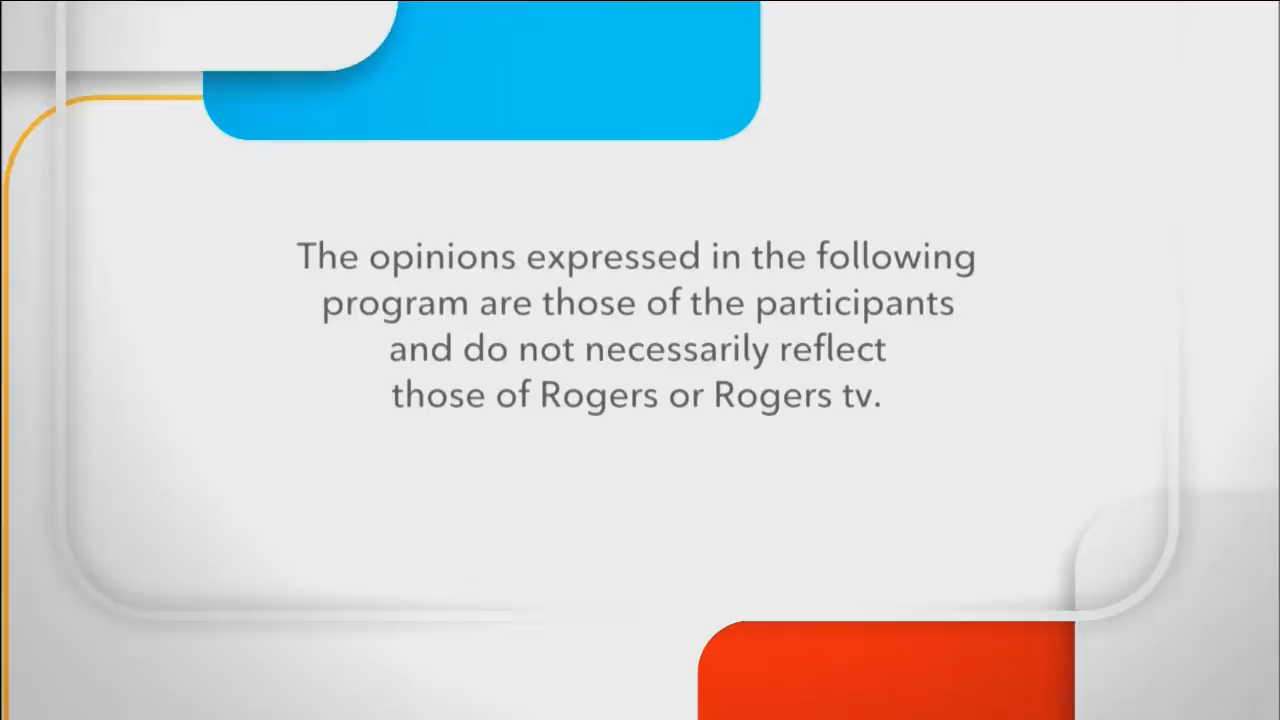 The opinions expressed in the following
program are those of the participants
and do not necessarily reflect
those of Rogers or Rogers tv.